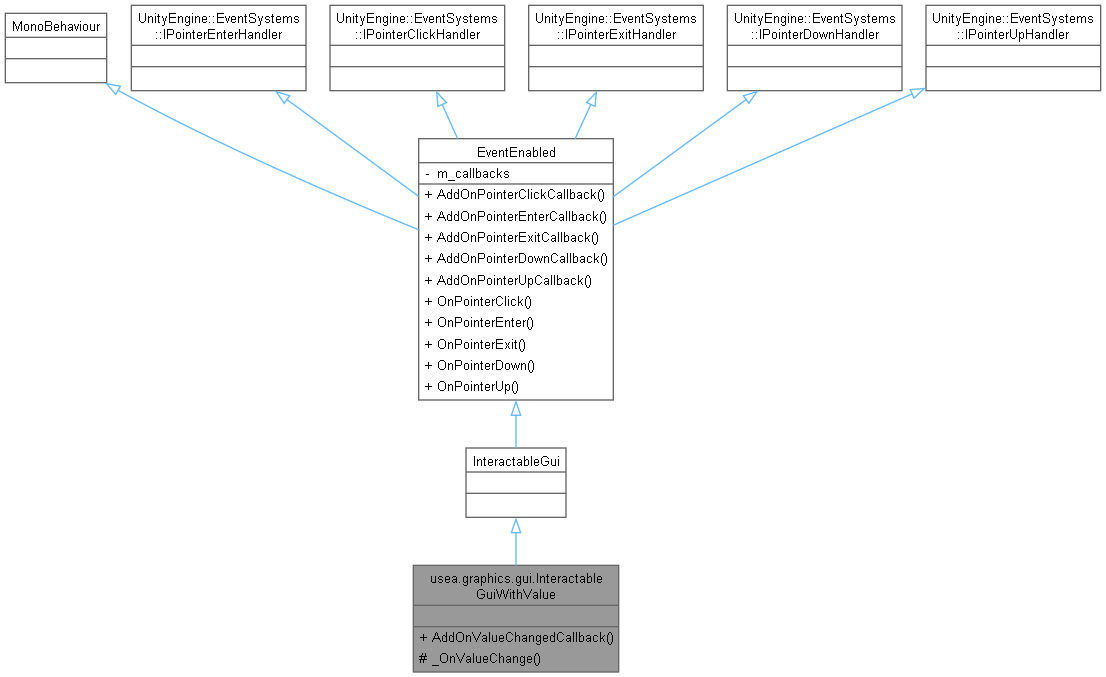 MonoBehaviour
UnityEngine::EventSystems
::IPointerEnterHandler
UnityEngine::EventSystems
::IPointerClickHandler
UnityEngine::EventSystems
::IPointerExitHandler
UnityEngine::EventSystems
::IPointerDownHandler
UnityEngine::EventSystems
::IPointerUpHandler
EventEnabled
- m_callbacks
+ AddOnPointerClickCallback()
+ AddOnPointerEnterCallback()
+ AddOnPointerExitCallback()
+ AddOnPointerDownCallback()
+ AddOnPointerUpCallback()
+ OnPointerClick()
+ OnPointerEnter()
+ OnPointerExit()
+ OnPointerDown()
+ OnPointerUp()
InteractableGui
usea.graphics.gui.Interactable
GuiWithValue
+ AddOnValueChangedCallback()
# _OnValueChange()